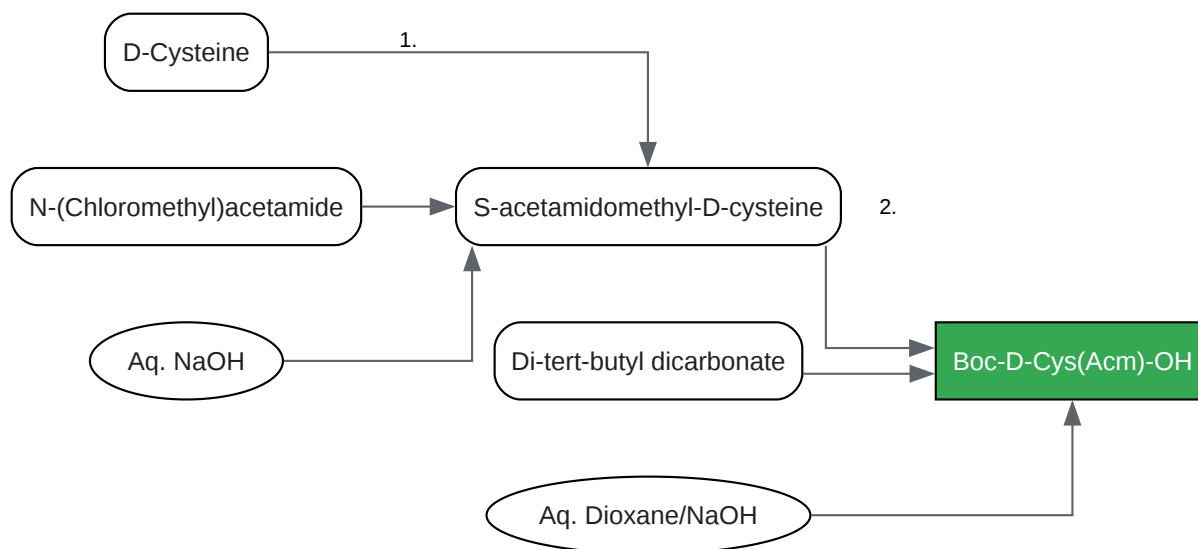 D-Cysteine
1.
N-(Chloromethyl)acetamide
S-acetamidomethyl-D-cysteine
2.
Aq. NaOH
Di-tert-butyl dicarbonate
Boc-D-Cys(Acm)-OH
Aq. Dioxane/NaOH